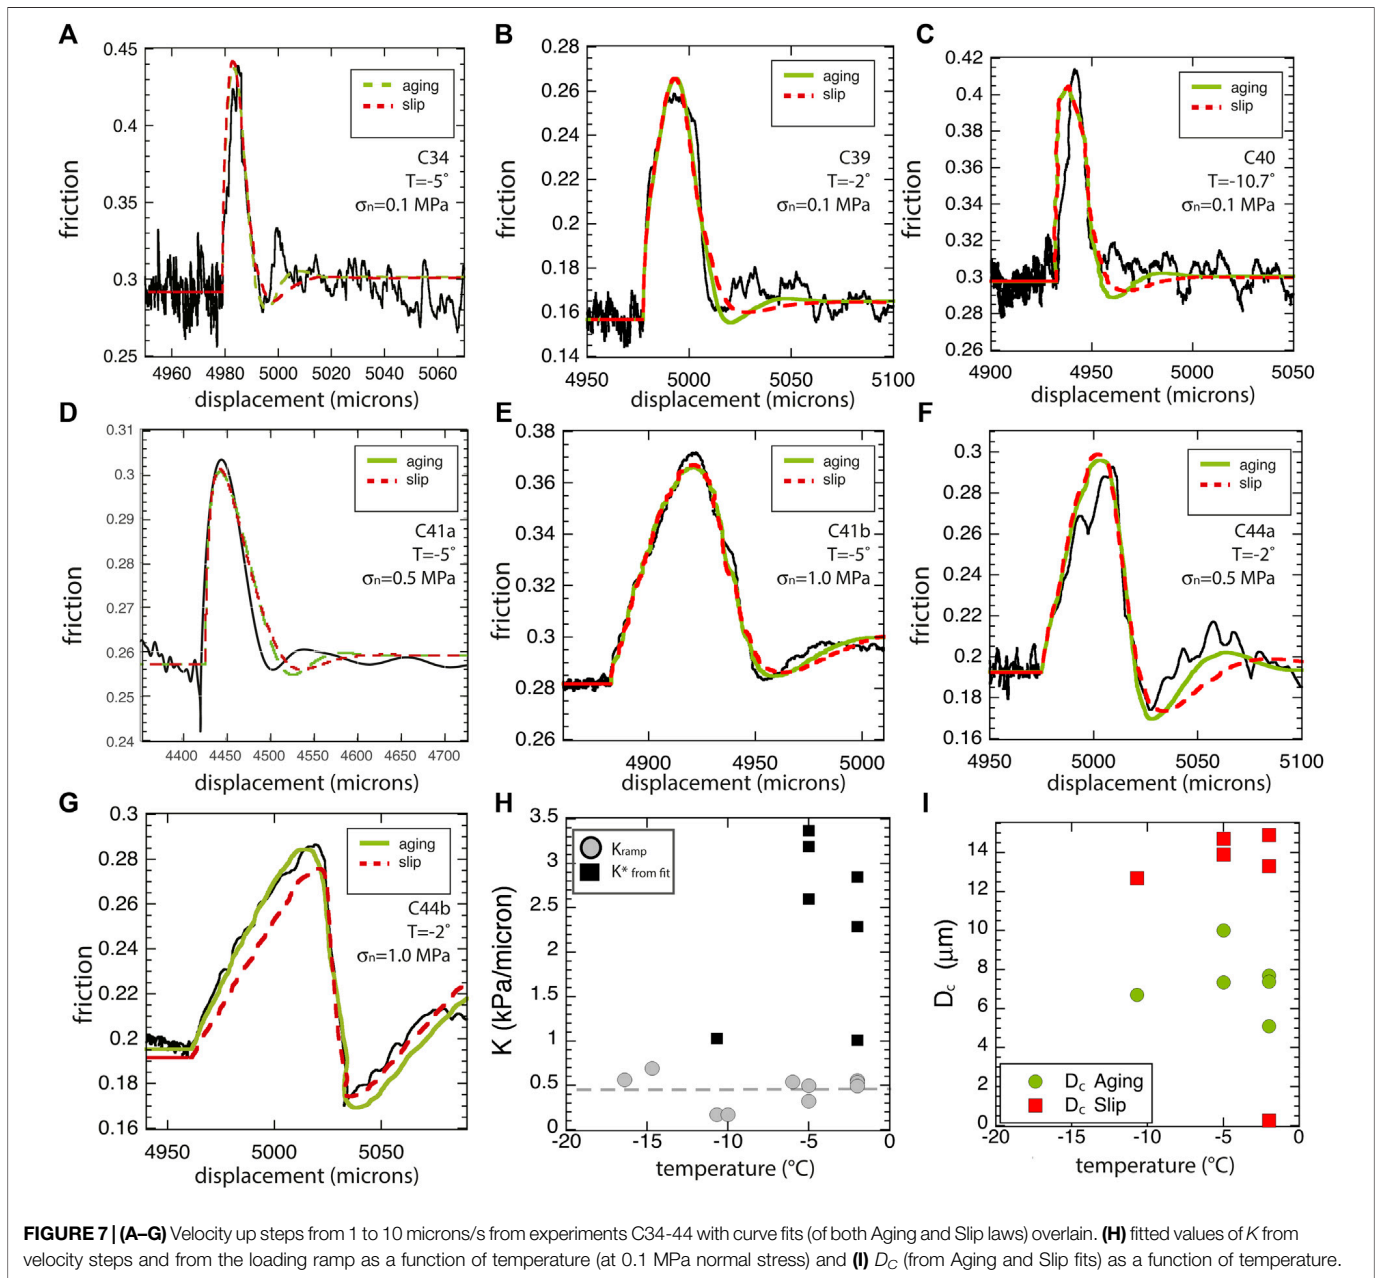 A
0.45
0.4
0.35
0.3
0.25
friction
4960 4980 5000 5020 5040 5060
displacement (microns)
aging
slip
C34
T=-5°
σn=0.1 MPa
B
0.28
0.26
0.24
0.22
0.2
0.18
0.16
0.14
friction
4950 5000 5050 5100
displacement (microns)
aging
slip
C39
T=-2°
σn=0.1 MPa
C
0.42
0.4
0.38
0.36
0.34
0.32
0.3
0.28
0.26
friction
4900 4950 5000 5050
displacement (microns)
aging
slip
C40
T=-10.7°
σn=0.1 MPa
D
0.31
0.3
0.29
0.28
0.27
0.26
0.25
0.24
friction
4400 4450 4500 4550 4600 4650 4700
displacement (microns)
aging
slip
C41a
T=-5°
σn=0.5 MPa
E
0.38
0.36
0.34
0.32
0.3
0.28
0.26
friction
4900 4950 5000
displacement (microns)
aging
slip
C41b
T=-5°
σn=1.0 MPa
F
0.3
0.28
0.26
0.24
0.22
0.2
0.18
0.16
friction
4950 5000 5050 5100
displacement (microns)
aging
slip
C44a
T=-2°
σn=0.5 MPa
G
0.3
0.28
0.26
0.24
0.22
0.2
0.18
0.16
friction
4950 5000 5050
displacement (microns)
aging
slip
C44b
T=-2°
σn=1.0 MPa
H
3.5
3
2.5
2
1.5
1
0.5
0
K (kPa/micron)
-20 -15 -10 -5 0
temperature (°C)
Kramp
K* from fit
I
14
12
10
8
6
4
2
0
Dc (μm)
-20 -15 -10 -5 0
temperature (°C)
Dc Aging
Dc Slip
FIGURE 7 | (A–G) Velocity up steps from 1 to 10 microns/s from experiments C34-44 with curve fits (of both Aging and Slip laws) overlain. (H) fitted values of K from
velocity steps and from the loading ramp as a function of temperature (at 0.1 MPa normal stress) and (I) DC (from Aging and Slip fits) as a function of temperature.